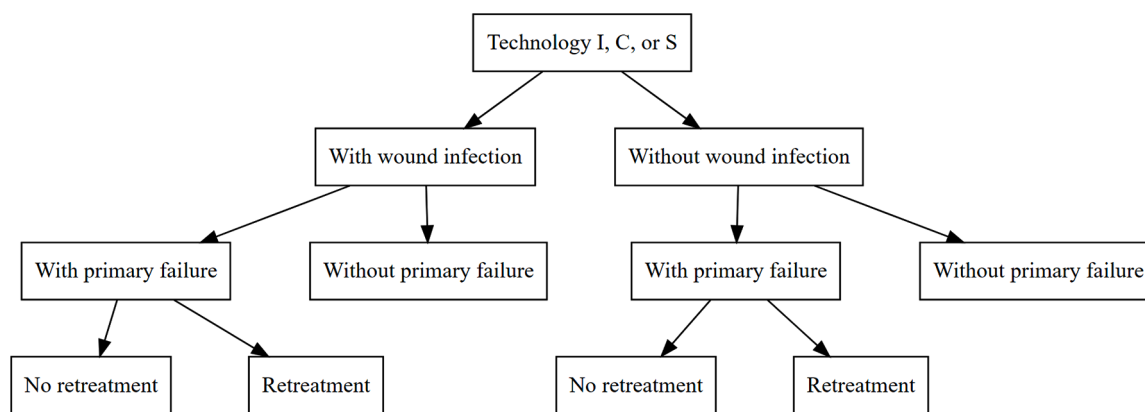 Technology I, C, or S
With wound infection
Without wound infection
With primary failure
Without primary failure
With primary failure
Without primary failure
No retreatment
Retreatment
No retreatment
Retreatment